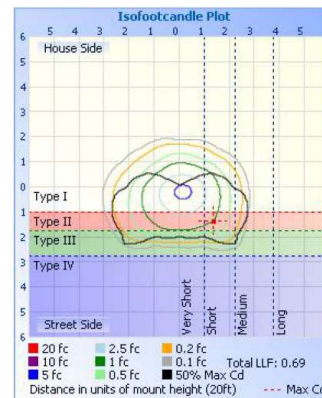 Isofootcandle Plot
5 4 3 2 1 0 1 2 3 4 5
6
House Side
5
4
3
2
1
0
Type I
1
Type II
2
Type III
3
Type IV
4
5
Very Short
Short
Medium
Long
Street Side
6
20 fc 2.5 fc 0.2 fc
10 fc 1 fc 0.1 fc Total LLF: 0.69
5 fc 0.5 fc 50% Max Cd
Distance in units of mount height (20ft) --- Max C